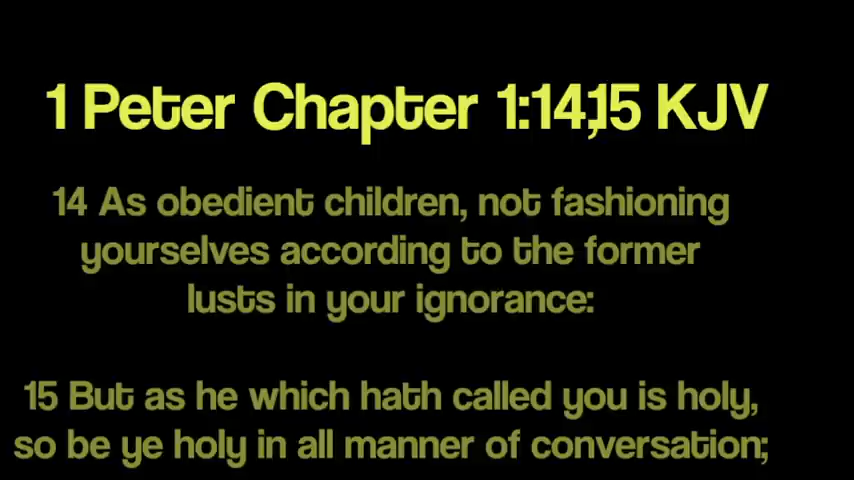 1 Peter Chapter 1:14,15 KJV
14 As obedient children, not fashioning
yourselves according to the former
lusts in your ignorance:
15 But as he which hath called you is holy,
so be ye holy in all manner of conversation;